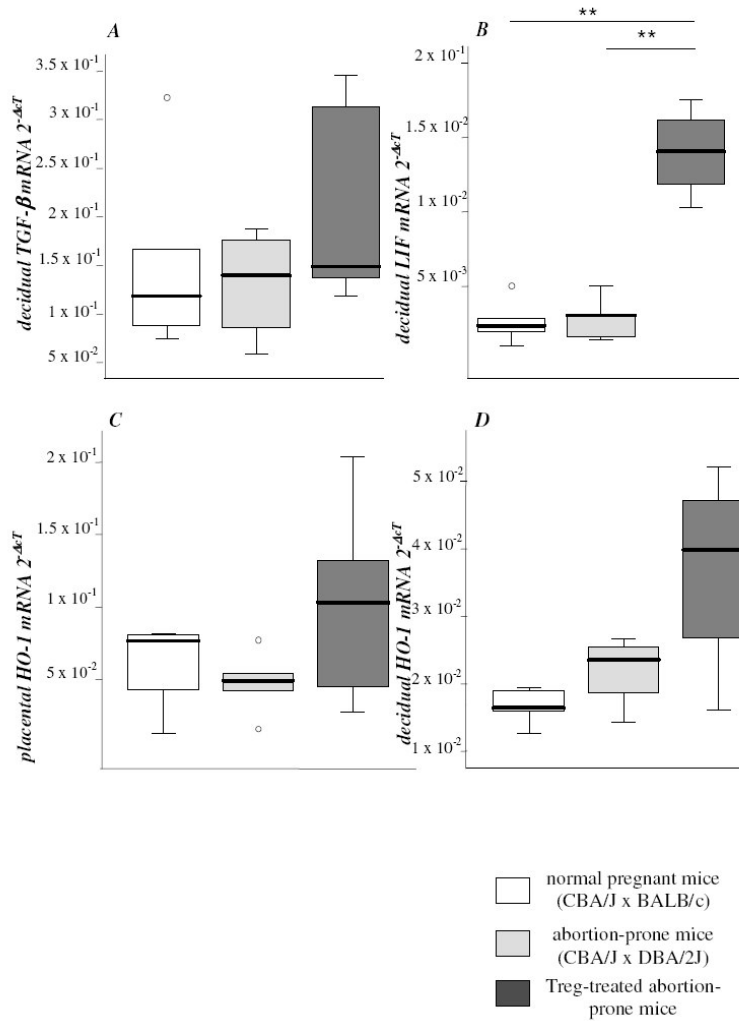 A
decidual TGF-β mRNA 2^-ΔcT
3.5 x 10^-1
3 x 10^-1
2.5 x 10^-1
2 x 10^-1
1.5 x 10^-1
1 x 10^-1
5 x 10^-2
B
**
**
decidual LIF mRNA 2^-ΔcT
2 x 10^-1
1.5 x 10^-2
1 x 10^-2
5 x 10^-3
C
placental HO-1 mRNA 2^-ΔcT
2 x 10^-1
1.5 x 10^-1
1 x 10^-1
5 x 10^-2
D
decidual HO-1 mRNA 2^-ΔcT
5 x 10^-2
4 x 10^-2
3 x 10^-2
2 x 10^-2
1 x 10^-2
normal pregnant mice
(CBA/J x BALB/c)
abortion-prone mice
(CBA/J x DBA/2J)
Treg-treated abortion-
prone mice